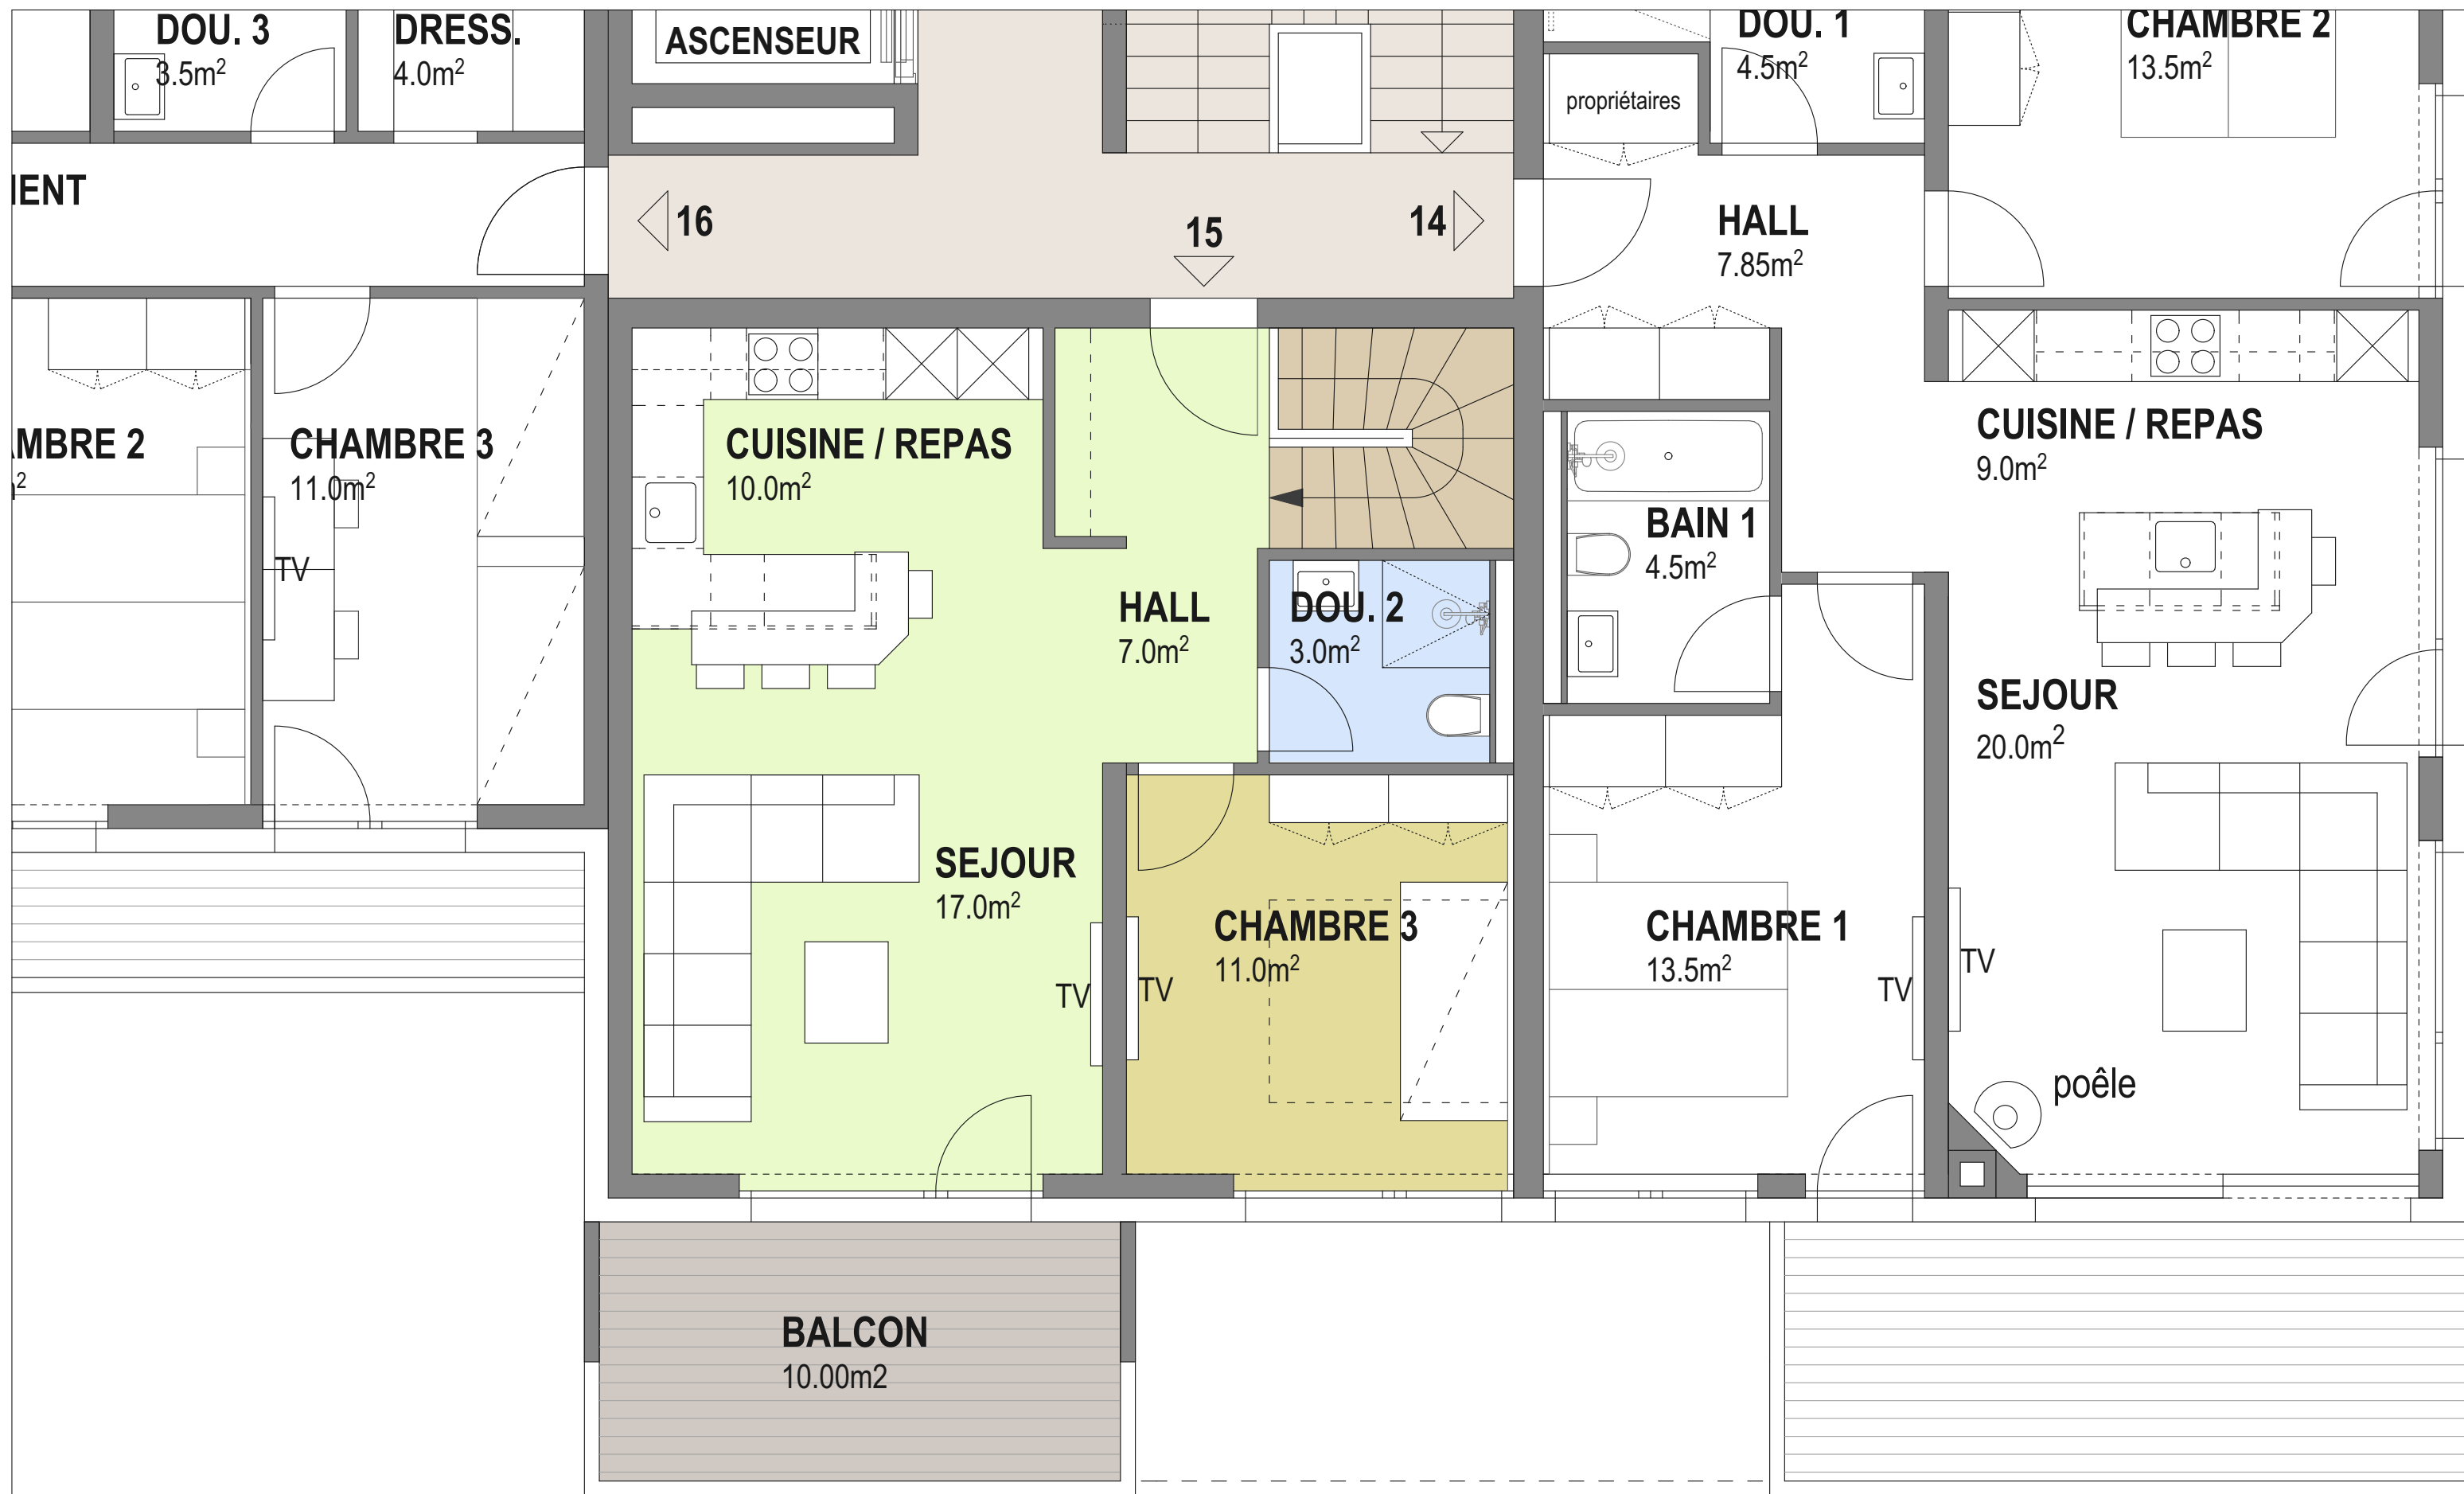 DOU. 3
3.5m²
DRESS.
4.0m²
ASCENSEUR
DOU. 1
4.5m²
CHAMBRE 2
13.5m²
propriétaires
16
15
14
HALL
7.85m²
CHAMBRE 3
11.0m²
TV
CUISINE / REPAS
10.0m²
HALL
7.0m²
DOU. 2
3.0m²
BAIN 1
4.5m²
CUISINE / REPAS
9.0m²
SEJOUR
20.0m²
SEJOUR
17.0m²
TV
TV
CHAMBRE 3
11.0m²
CHAMBRE 1
13.5m²
TV
TV
poêle
BALCON
10.00m2